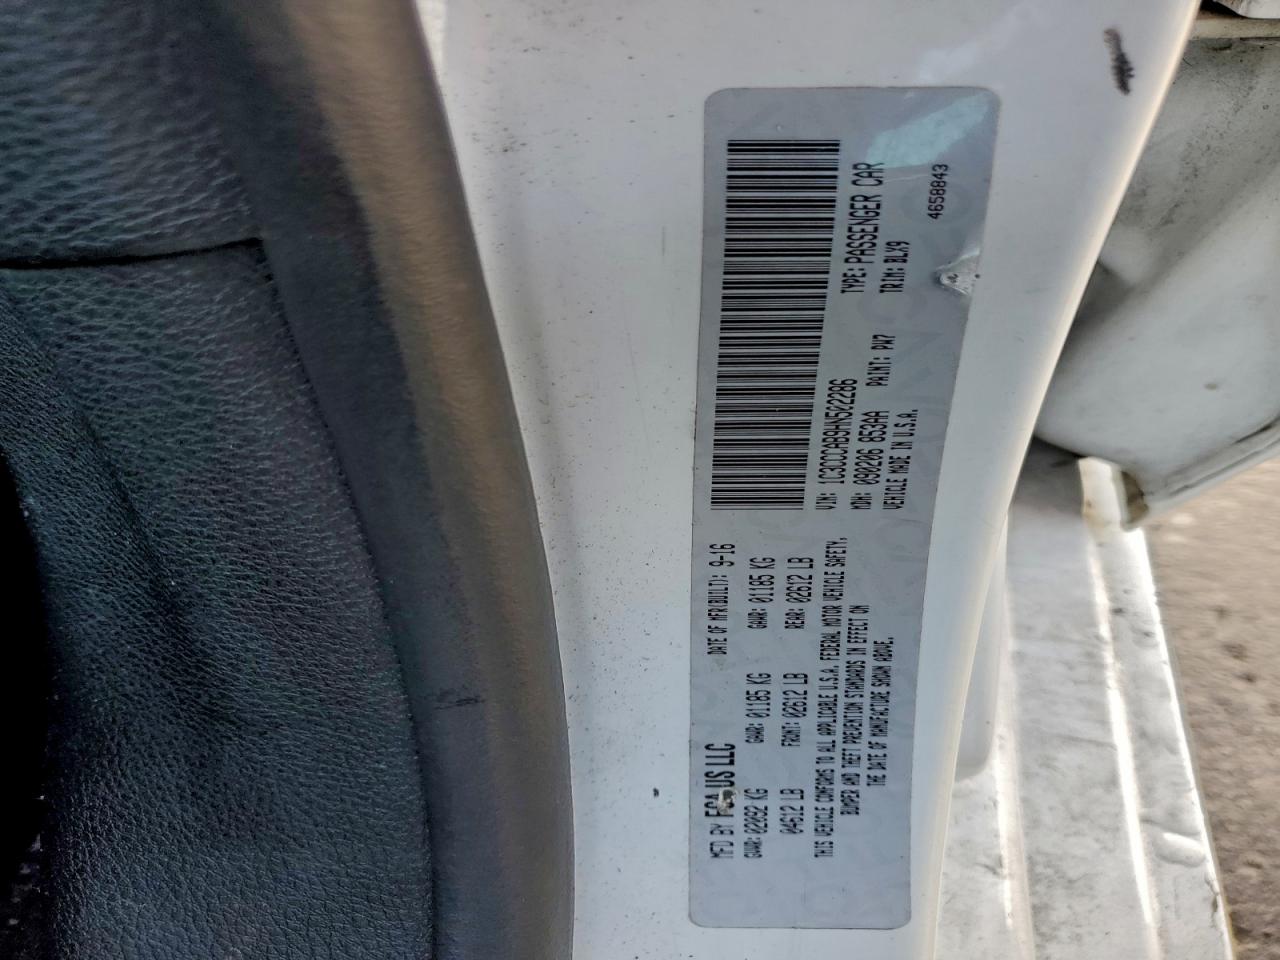 MFD BY FCA US LLC
DATE OF MFR(BUILT): 9-16
GVWR: 02092 KG
GAWR: 01185 KG
GAWR: 01185 KG
04612 LB
FRONT: 02612 LB
REAR: 02612 LB
THIS VEHICLE CONFORMS TO ALL APPLICABLE U.S.A. FEDERAL MOTOR VEHICLE SAFETY,
BUMPER AND THEFT PREVENTION STANDARDS IN EFFECT ON
THE DATE OF MANUFACTURE SHOWN ABOVE.
VIN: 1C3CCCAB9HN502286
TYPE: PASSENGER CAR
MDH: 090206 853AA
PAINT: PW7
TRIM: BLX9
VEHICLE MADE IN U.S.A.
4658843